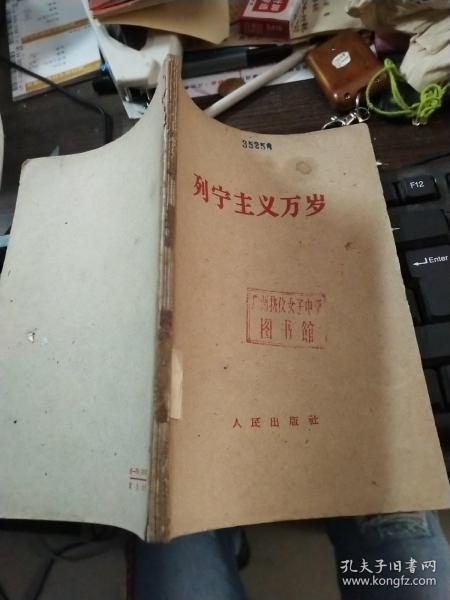 35254
列宁主义万岁
广州执信女子中学
图书馆
人民出版社
F12
Enter
孔夫子旧书网
www.kongfz.com